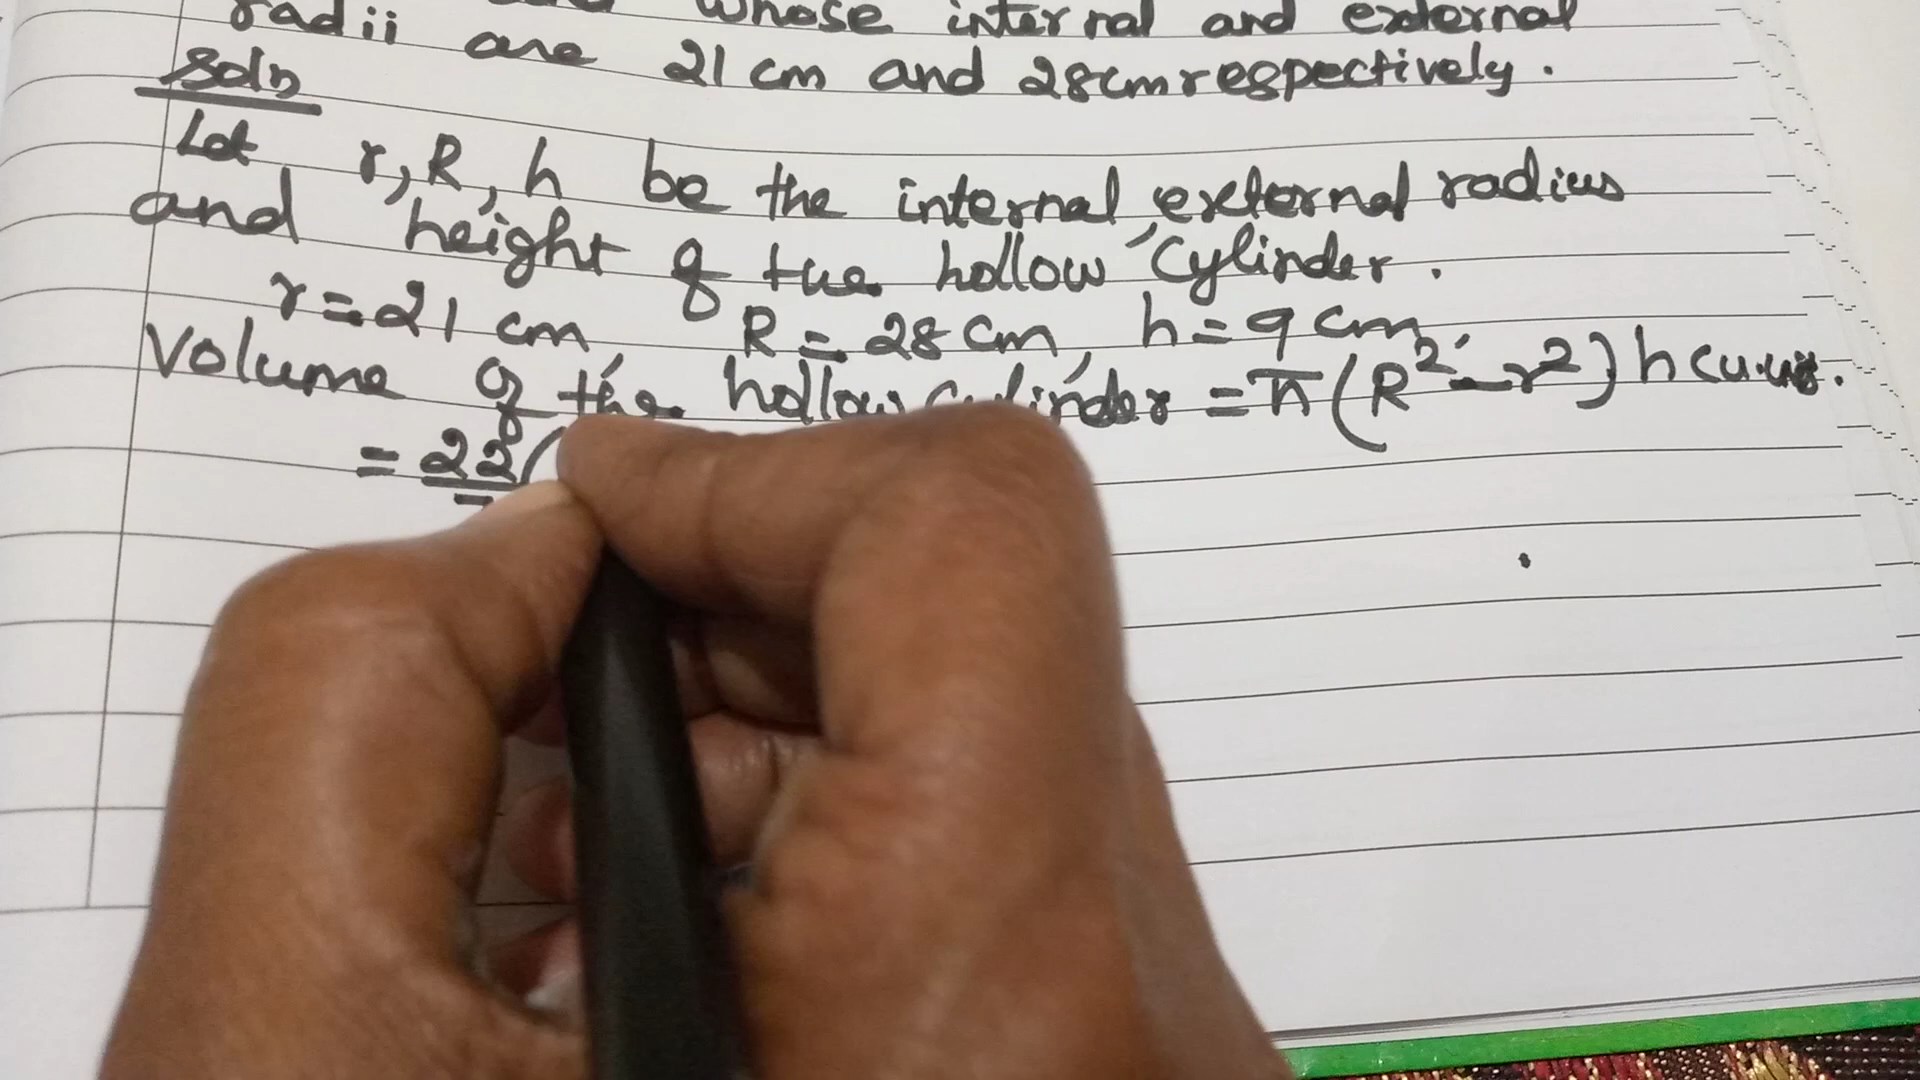 radii are whose internal and external
21 cm and 28cm respectively.
Soln
Let r, R, h be the internal, external radius
and height of the hollow cylinder.
r = 21 cm, R = 28 cm, h = 9 cm.
Volume of the hollow cylinder = π(R² - r²) h cu.uts.
= 22 (